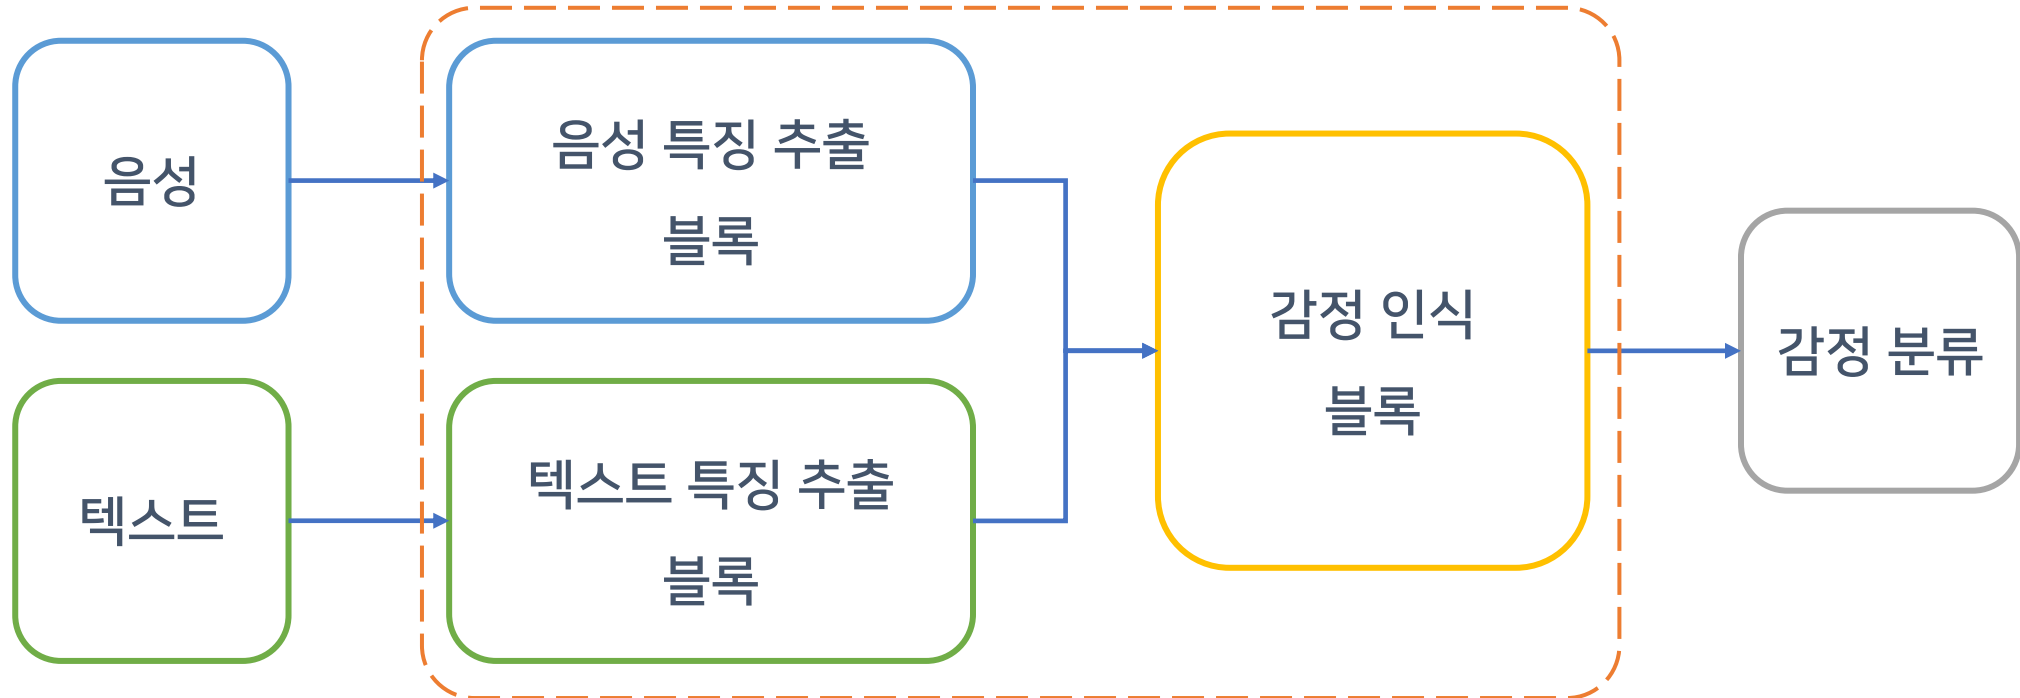 음성
음성 특징 추출
블록
텍스트
텍스트 특징 추출
블록
감정 인식
블록
감정 분류